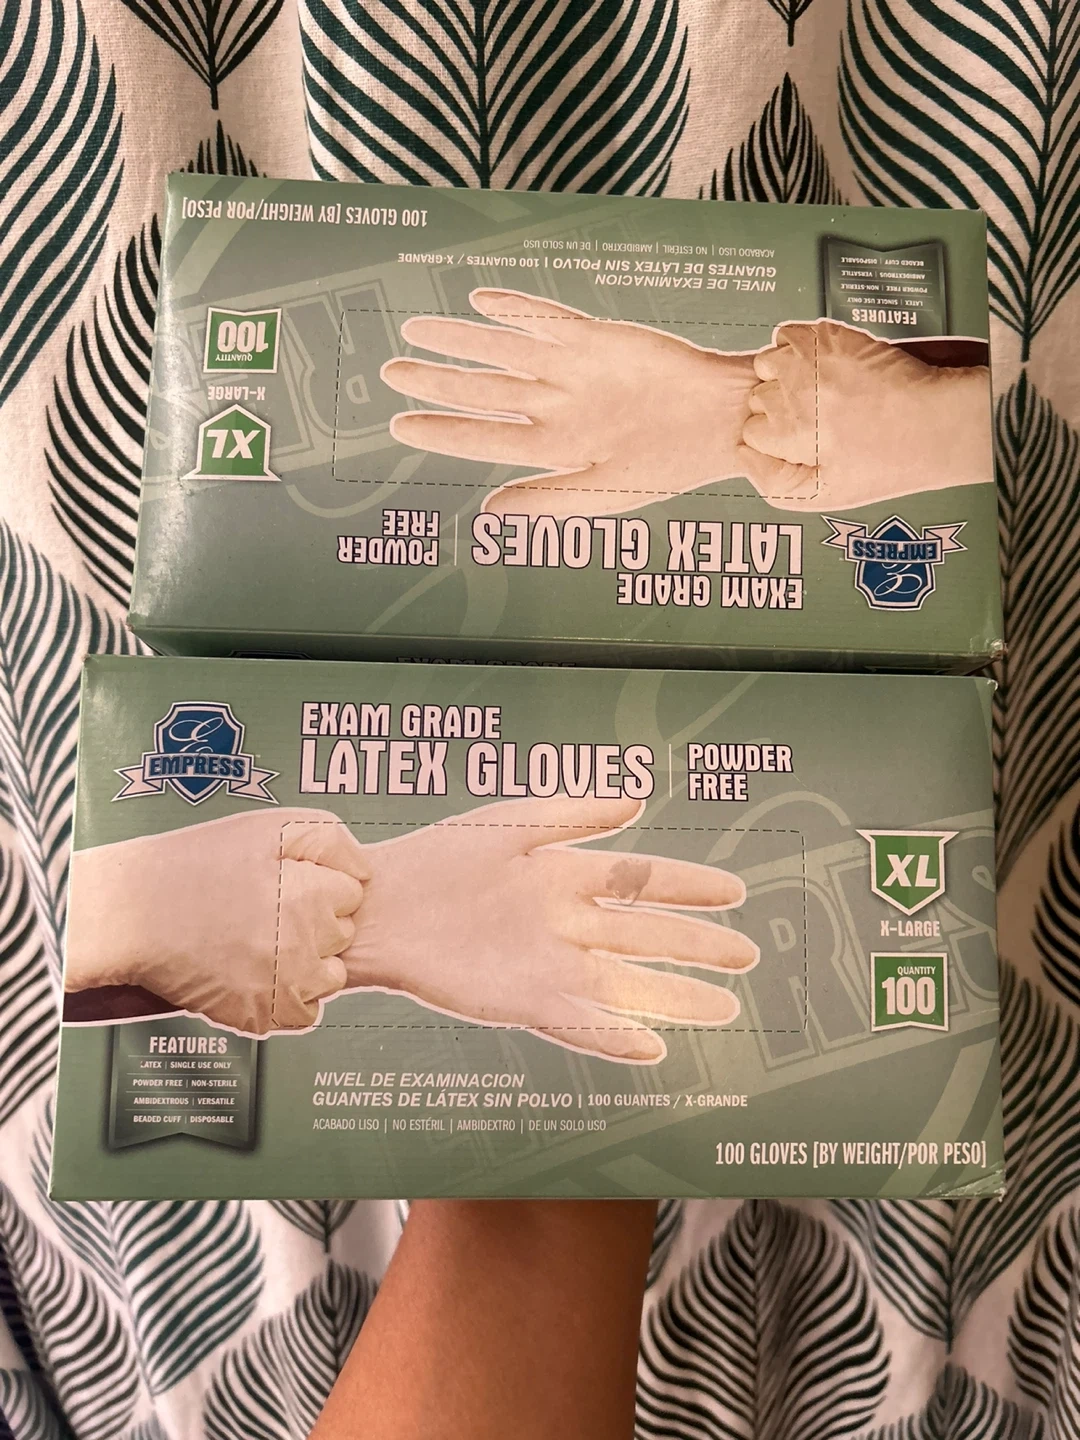 100 GLOVES [BY WEIGHT/POR PESO]
ACABADO LISO | NO ESTÉRIL | AMBIDEXTRO | DE UN SOLO USO
GUANTES DE LÁTEX SIN POLVO | 100 GUANTES / X-GRANDE
NIVEL DE EXAMINACION
BEADED CUFF | DISPOSABLE
AMBIDEXTROUS | VERSATILE
POWDER FREE | NON-STERILE
LATEX | SINGLE USE ONLY
FEATURES
QUANTITY
100
X-LARGE
XL
POWDER
FREE
EXAM GRADE
LATEX GLOVES
E
EMPRESS
EXAM GRADE
LATEX GLOVES
POWDER
FREE
E
EMPRESS
XL
X-LARGE
QUANTITY
100
FEATURES
LATEX | SINGLE USE ONLY
POWDER FREE | NON-STERILE
AMBIDEXTROUS | VERSATILE
BEADED CUFF | DISPOSABLE
NIVEL DE EXAMINACION
GUANTES DE LÁTEX SIN POLVO | 100 GUANTES / X-GRANDE
ACABADO LISO | NO ESTÉRIL | AMBIDEXTRO | DE UN SOLO USO
100 GLOVES [BY WEIGHT/POR PESO]